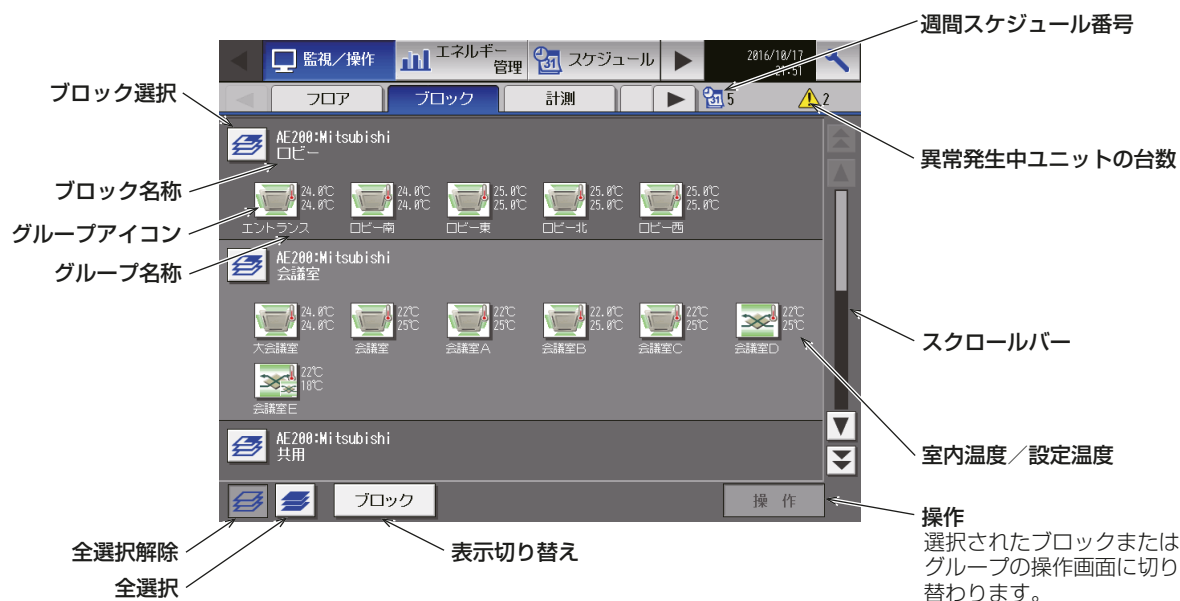 週間スケジュール番号
監視／操作
エネルギー
管理
スケジュール
2016/10/17
21:51
ブロック選択
フロア
ブロック
計測
5
2
異常発生中ユニットの台数
AE200:Mitsubishi
ロビー
ブロック名称
グループアイコン
グループ名称
24.0℃ 24.0℃ 25.0℃ 25.0℃ 25.0℃
24.0℃ 24.0℃ 25.0℃ 25.0℃ 25.0℃
エントランス ロビー南 ロビー東 ロビー北 ロビー西
AE200:Mitsubishi
会議室
24.0℃ 22℃ 22℃ 22.0℃ 22℃ 22℃
24.0℃ 25℃ 25℃ 25.0℃ 25℃ 25℃
大会議室 会議室 会議室A 会議室B 会議室C 会議室D
スクロールバー
22℃
18℃
会議室E
AE200:Mitsubishi
共用
室内温度／設定温度
ブロック
操 作
全選択解除
全選択
表示切り替え
操作
選択されたブロックまたは
グループの操作画面に切り
替わります。